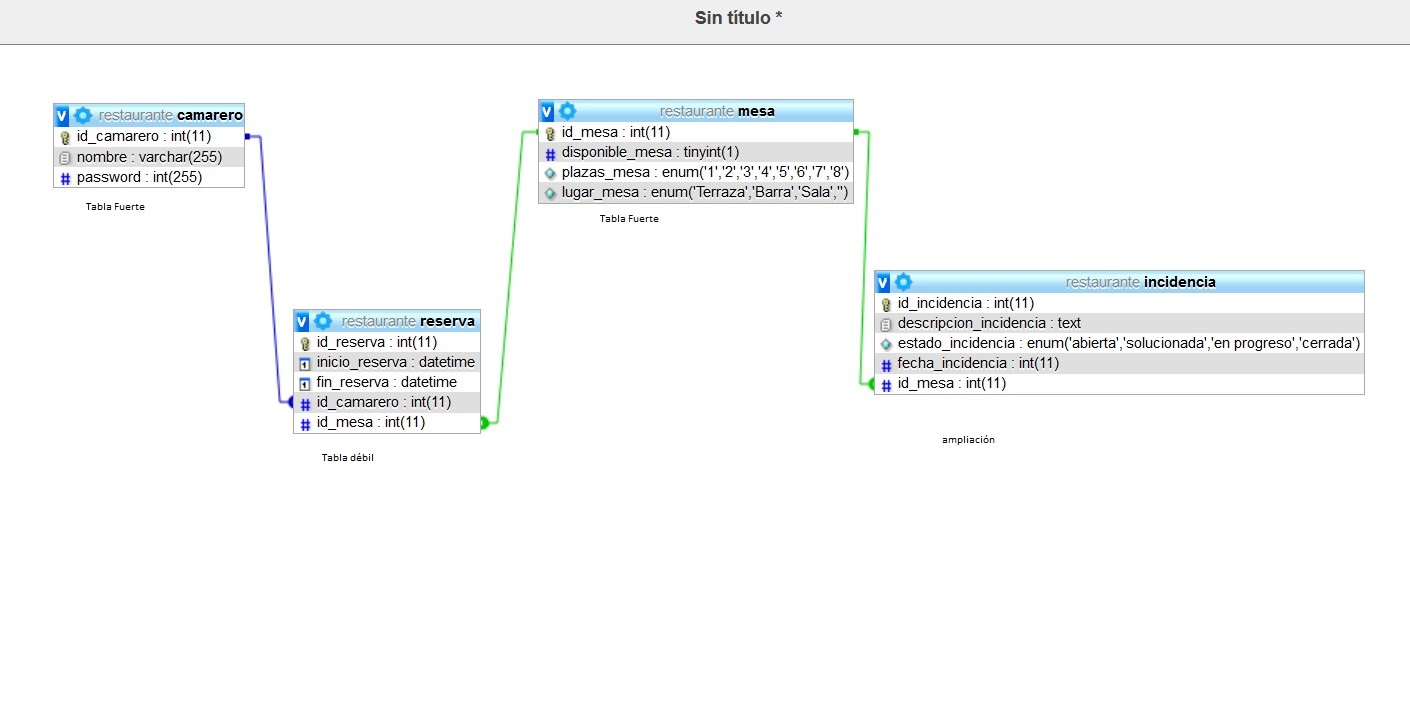 Sin título *
restaurante camarero
id_camarero : int(11)
nombre : varchar(255)
password : int(255)
Tabla Fuerte
restaurante mesa
id_mesa : int(11)
disponible_mesa : tinyint(1)
plazas_mesa : enum('1','2','3','4','5','6','7','8')
lugar_mesa : enum('Terraza','Barra','Sala','')
Tabla Fuerte
restaurante reserva
id_reserva : int(11)
inicio_reserva : datetime
fin_reserva : datetime
id_camarero : int(11)
id_mesa : int(11)
Tabla débil
restaurante incidencia
id_incidencia : int(11)
descripcion_incidencia : text
estado_incidencia : enum('abierta','solucionada','en progreso','cerrada')
fecha_incidencia : int(11)
id_mesa : int(11)
ampliación